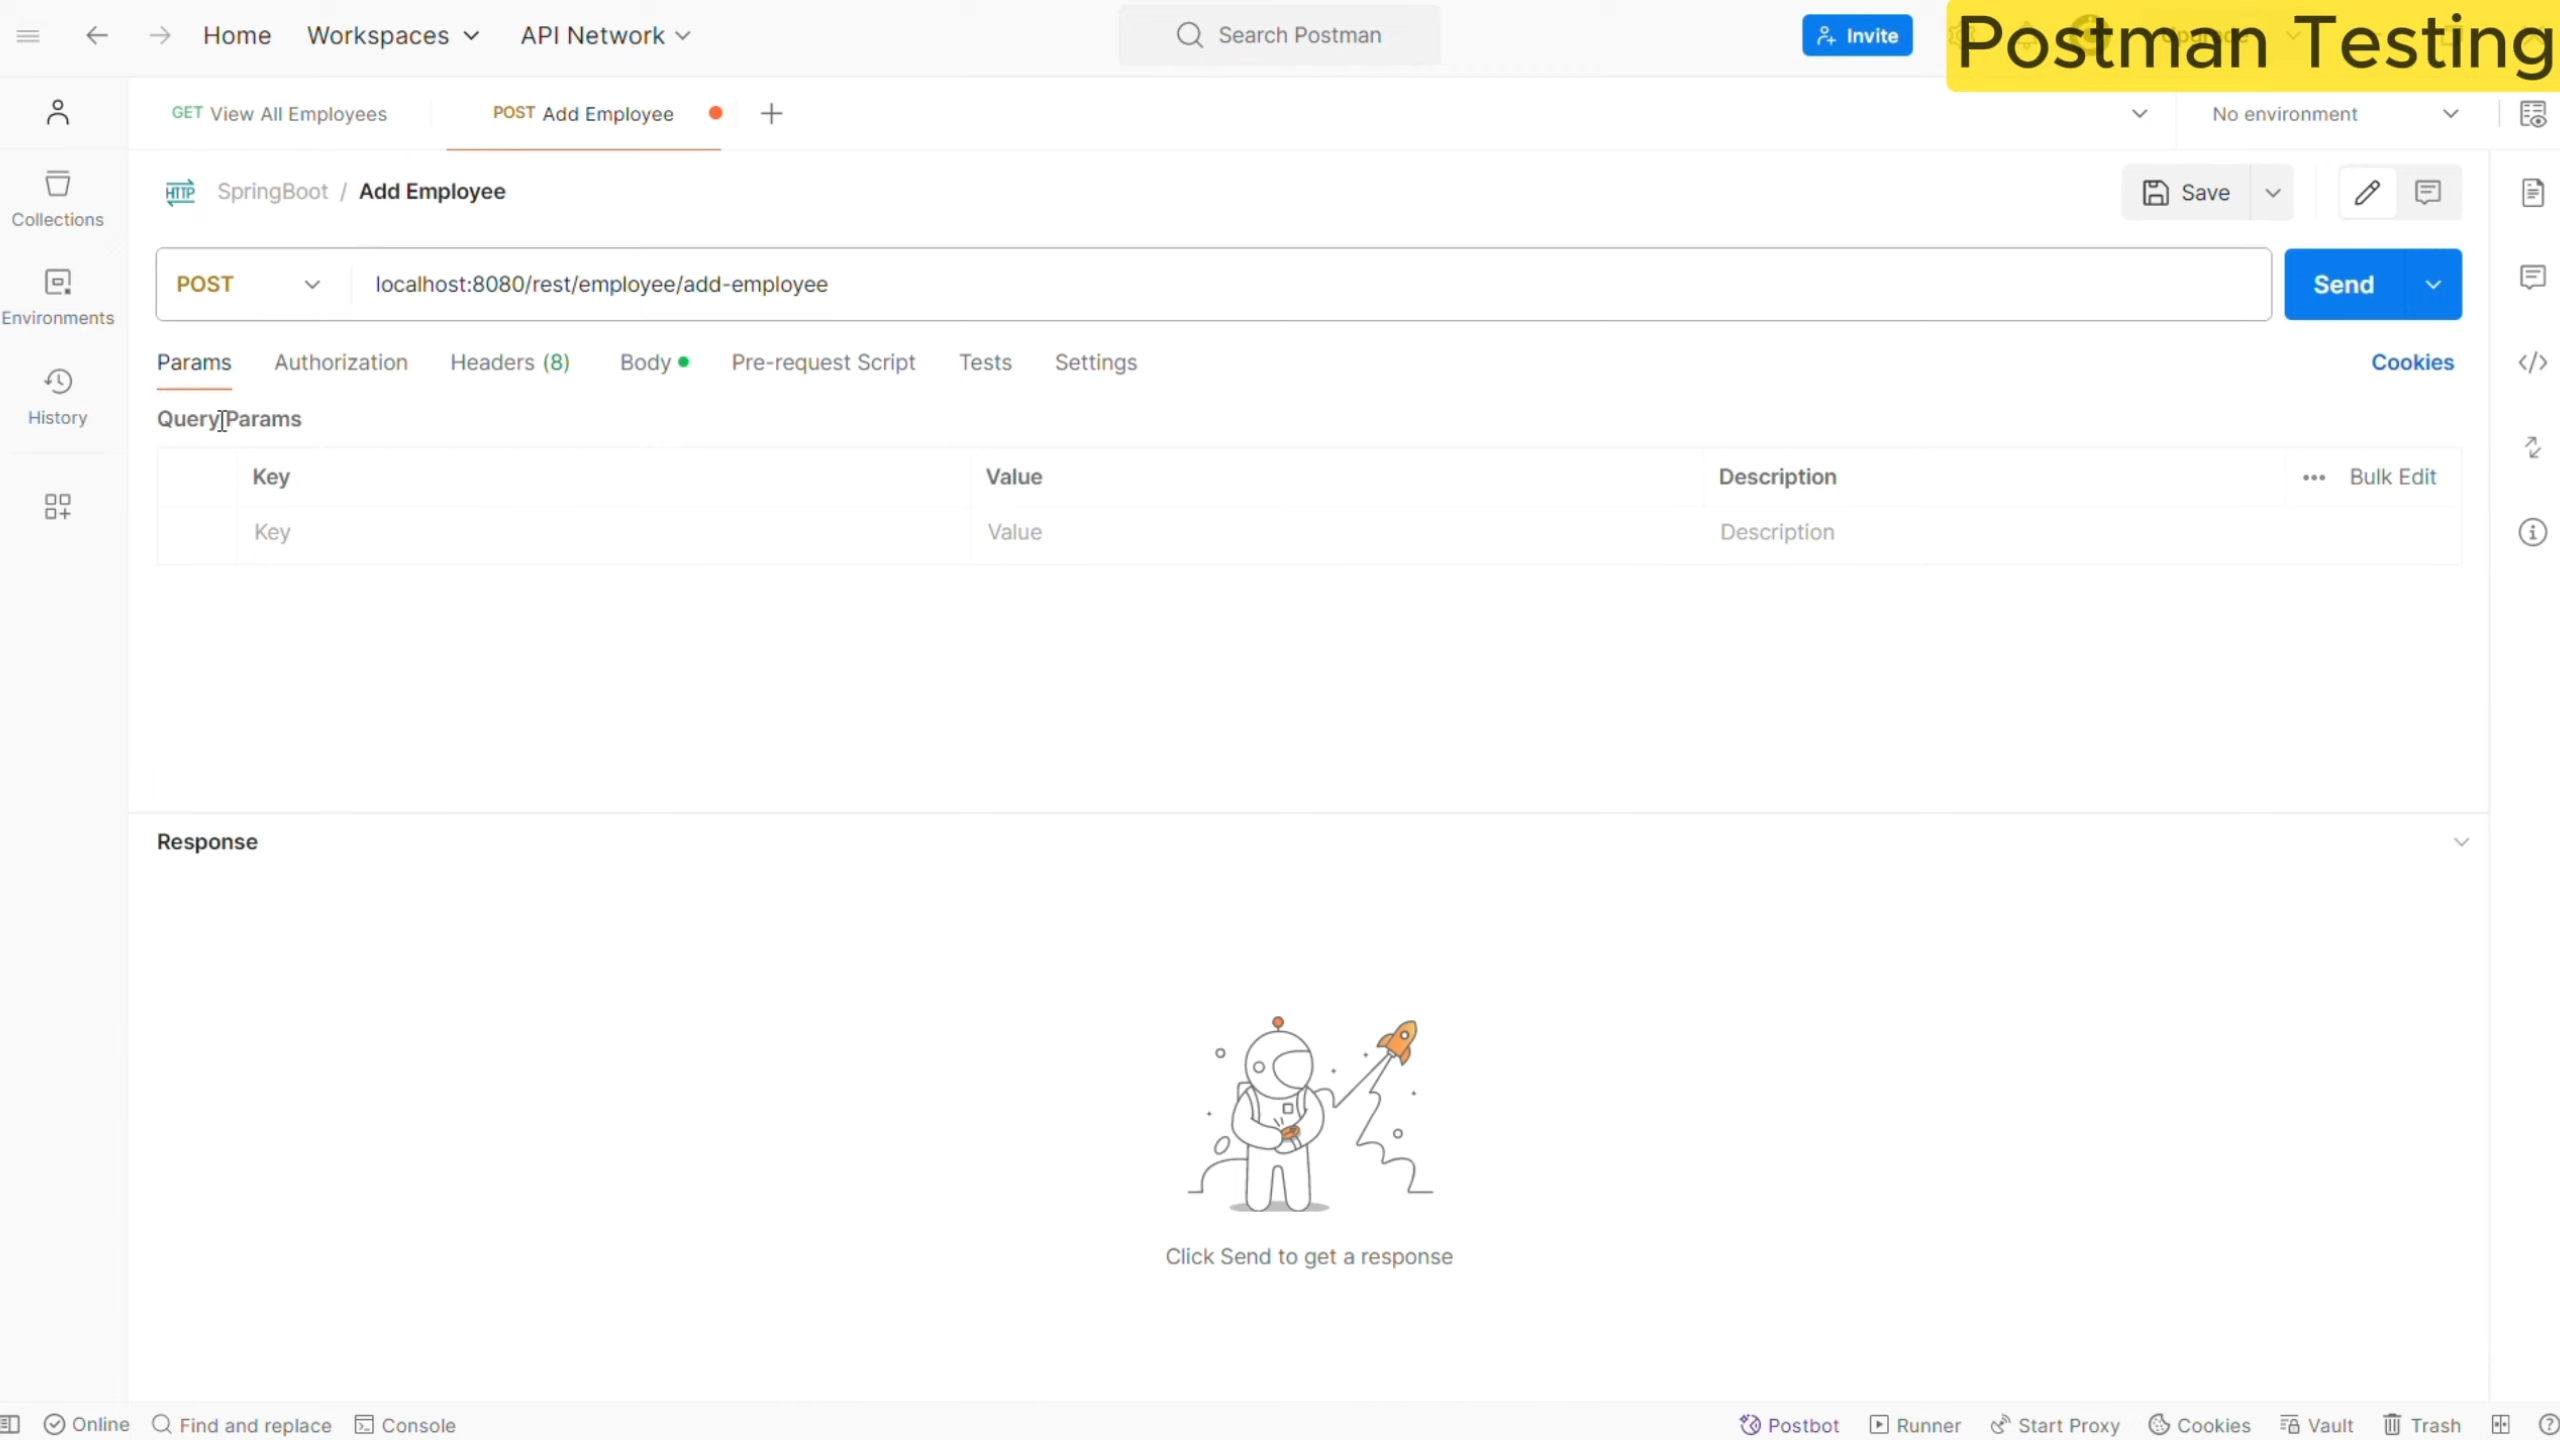 Home Workspaces API Network Search Postman Invite Postman Testing
GET View All Employees POST Add Employee No environment
HTTP SpringBoot / Add Employee Save
POST localhost:8080/rest/employee/add-employee Send
Params Authorization Headers (8) Body Pre-request Script Tests Settings Cookies
Query Params
Key Value Description Bulk Edit
Key Value Description
Collections
Environments
History
Response
Click Send to get a response
Online Find and replace Console Postbot Runner Start Proxy Cookies Vault Trash